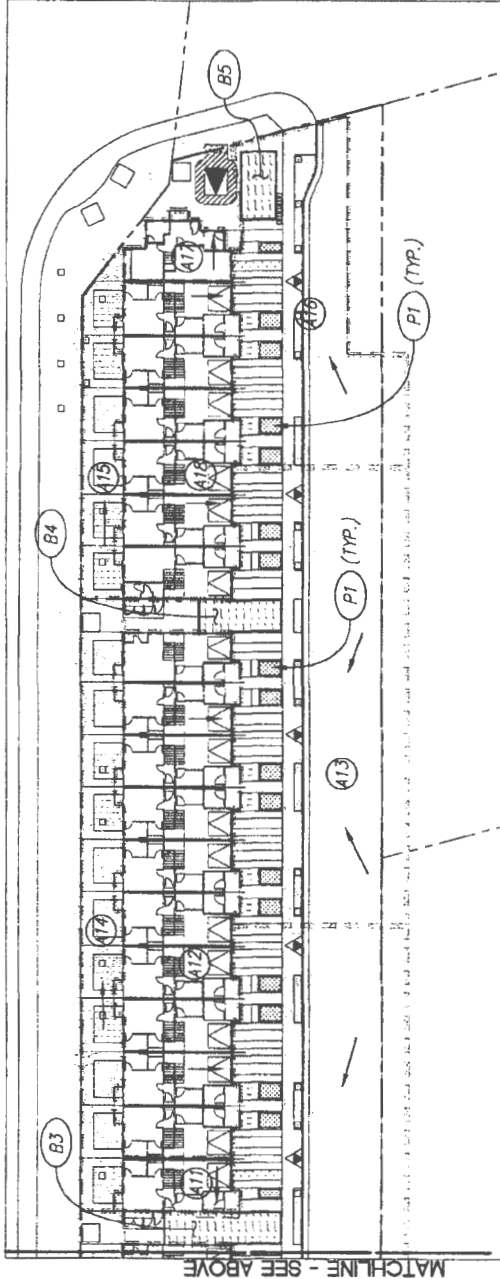 B5
A17
A16
P1 (TYP.)
A15
A18
B4
P1 (TYP.)
A13
A14
A12
B3
A11
MATCHLINE - SEE ABOVE